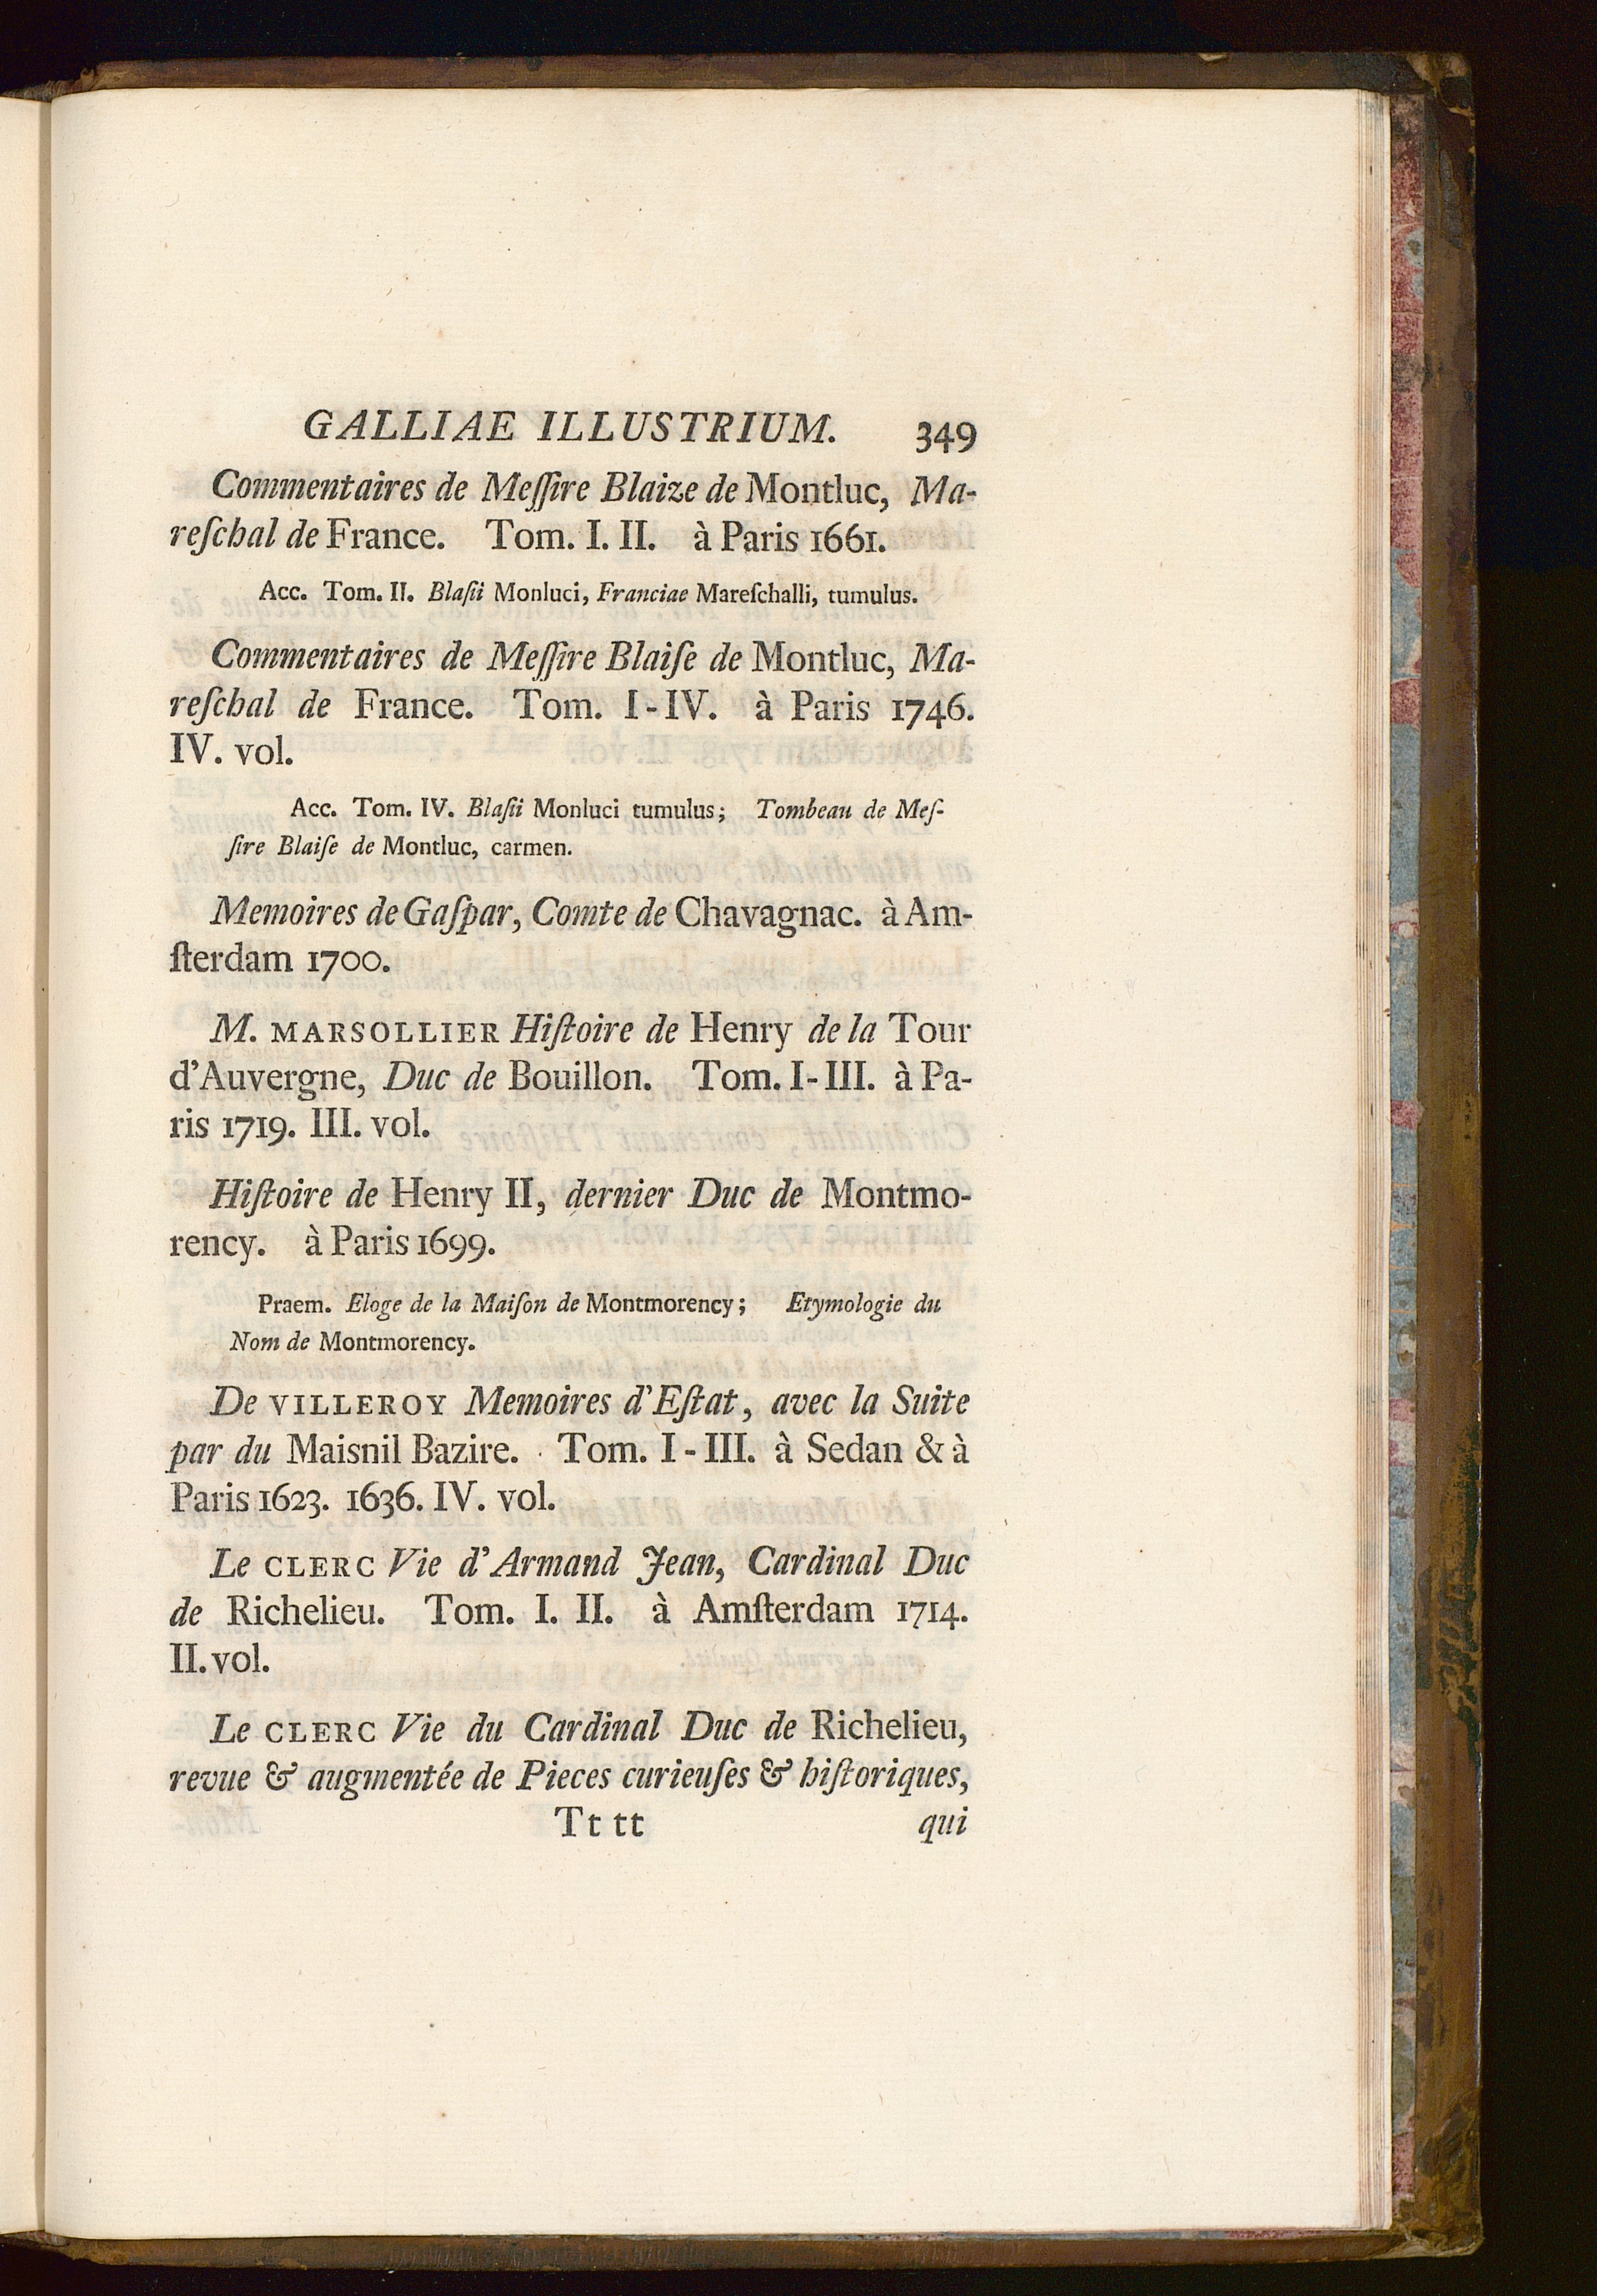 GALLIAE ILLUSTRIUM. 349
Commentaires de Meſſire Blaize de Montluc, Ma-
reſchal de France. Tom. I. II. à Paris 1661.
Acc. Tom. II. Blaſii Monluci, Franciae Mareſchalli, tumulus.
Commentaires de Meſſire Blaiſe de Montluc, Ma-
reſchal de France. Tom. I-IV. à Paris 1746.
IV. vol.
Acc. Tom. IV. Blaſii Monluci tumulus; Tombeau de Meſ-
ſire Blaiſe de Montluc, carmen.
Memoires de Gaſpar, Comte de Chavagnac. à Am-
ſterdam 1700.
M. MARSOLLIER Hiſtoire de Henry de la Tour
d'Auvergne, Duc de Bouillon. Tom. I-III. à Pa-
ris 1719. III. vol.
Hiſtoire de Henry II, dernier Duc de Montmo-
rency. à Paris 1699.
Praem. Eloge de la Maiſon de Montmorency; Etymologie du
Nom de Montmorency.
De VILLEROY Memoires d'Eſtat, avec la Suite
par du Maisnil Bazire. Tom. I-III. à Sedan & à
Paris 1623. 1636. IV. vol.
Le CLERC Vie d'Armand Jean, Cardinal Duc
de Richelieu. Tom. I. II. à Amſterdam 1714.
II. vol.
Le CLERC Vie du Cardinal Duc de Richelieu,
revue & augmentée de Pieces curieuſes & hiſtoriques,
Tt tt qui